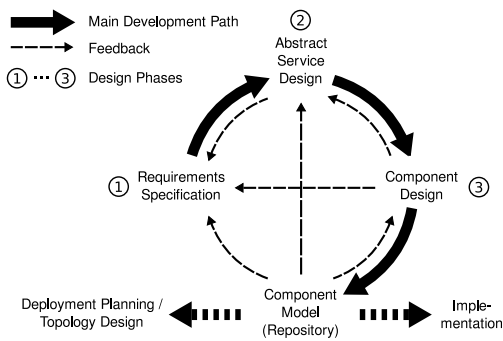 Main Development Path
Feedback
① ··· ③ Design Phases
②
Abstract
Service
Design
① Requirements
Specification
Component
Design ③
Component
Model
(Repository)
Deployment Planning /
Topology Design
Imple-
mentation